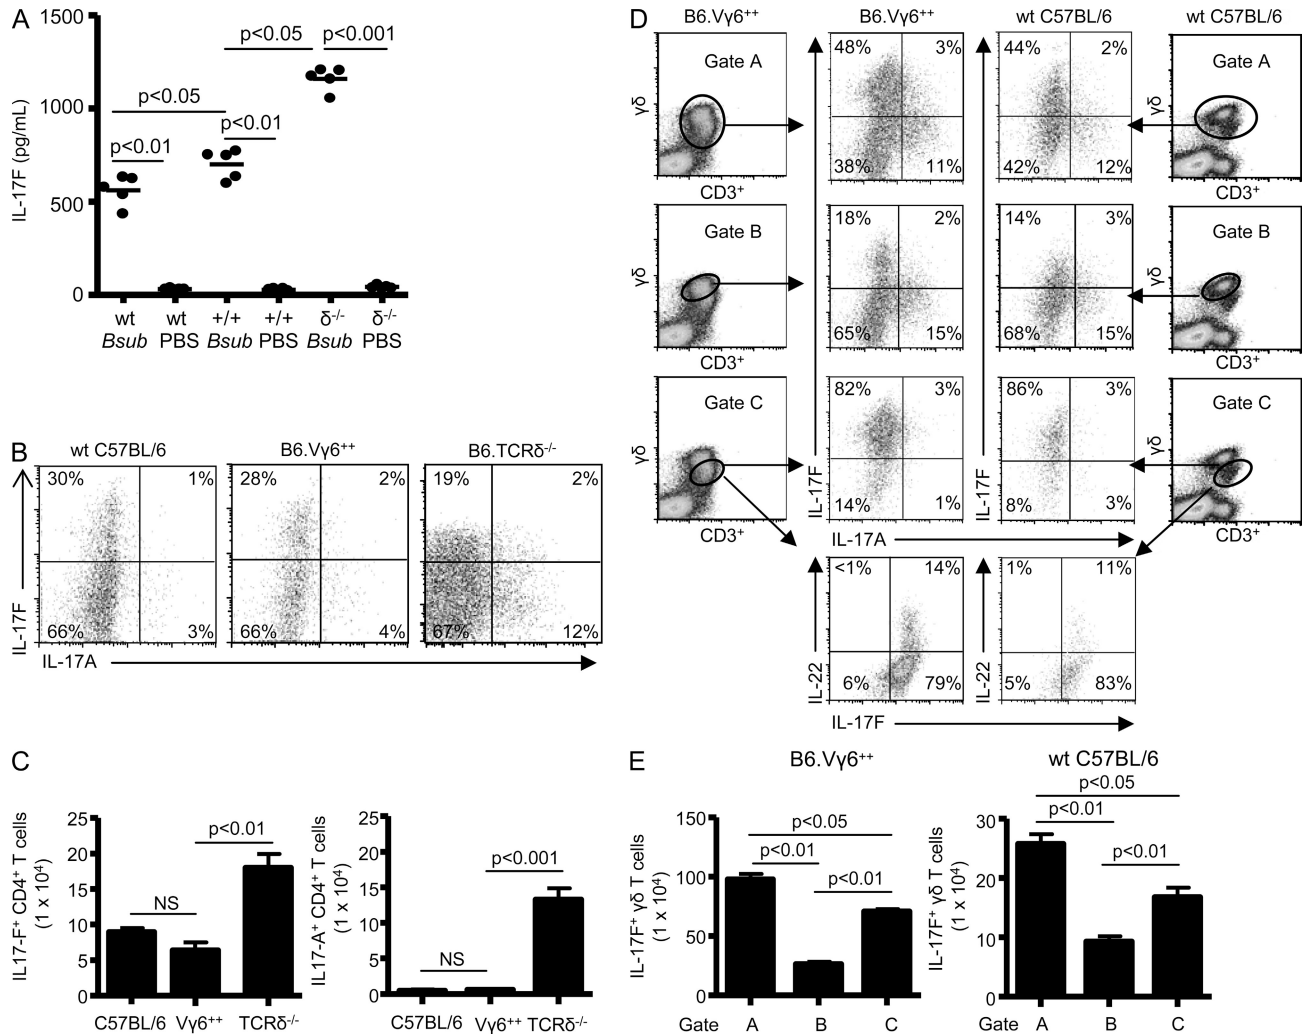 A
1500
1000
500
0
IL-17F (pg/mL)
p<0.05
p<0.001
p<0.05
p<0.01
p<0.01
wt wt +/+ +/+ δ-/- δ-/-
Bsub PBS Bsub PBS Bsub PBS
B
wt C57BL/6
B6.Vγ6++
B6.TCRδ-/-
30% 1%
28% 2%
19% 2%
66% 3%
66% 4%
67% 12%
IL-17F
IL-17A
C
IL17-F+ CD4+ T cells
(1 x 10⁴)
25
20
15
10
5
0
NS
p<0.01
C57BL/6 Vγ6++ TCRδ-/-
IL17-A+ CD4+ T cells
(1 x 10⁴)
25
20
15
10
5
0
NS
p<0.001
C57BL/6 Vγ6++ TCRδ-/-
D
B6.Vγ6++
B6.Vγ6++
wt C57BL/6
wt C57BL/6
Gate A
γδ
CD3+
48% 3%
38% 11%
44% 2%
42% 12%
Gate A
γδ
CD3+
Gate B
γδ
CD3+
18% 2%
65% 15%
14% 3%
68% 15%
Gate B
γδ
CD3+
Gate C
γδ
CD3+
82% 3%
14% 1%
86% 3%
8% 3%
Gate C
γδ
CD3+
IL-17F
IL-17F
IL-17A
<1% 14%
6% 79%
1% 11%
5% 83%
IL-22
IL-22
IL-17F
E
B6.Vγ6++
IL-17F+ γδ T cells
(1 x 10⁴)
150
100
50
0
p<0.05
p<0.01
p<0.01
Gate A B C
wt C57BL/6
IL-17F+ γδ T cells
(1 x 10⁴)
30
20
10
0
p<0.05
p<0.01
p<0.01
Gate A B C